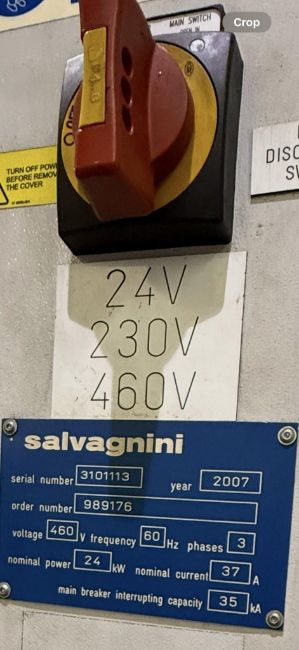 Crop
MAIN SWITCH
OPEN IN
TURN OFF POW
BEFORE REMOV
THE COVER
DISC
24V
230V
460V
salvagnini
serial number 3101113 year 2007
order number 989176
voltage 460 V frequency 60 Hz phases 3
nominal power 24 kW nominal current 37 A
main breaker interrupting capacity 35 kA